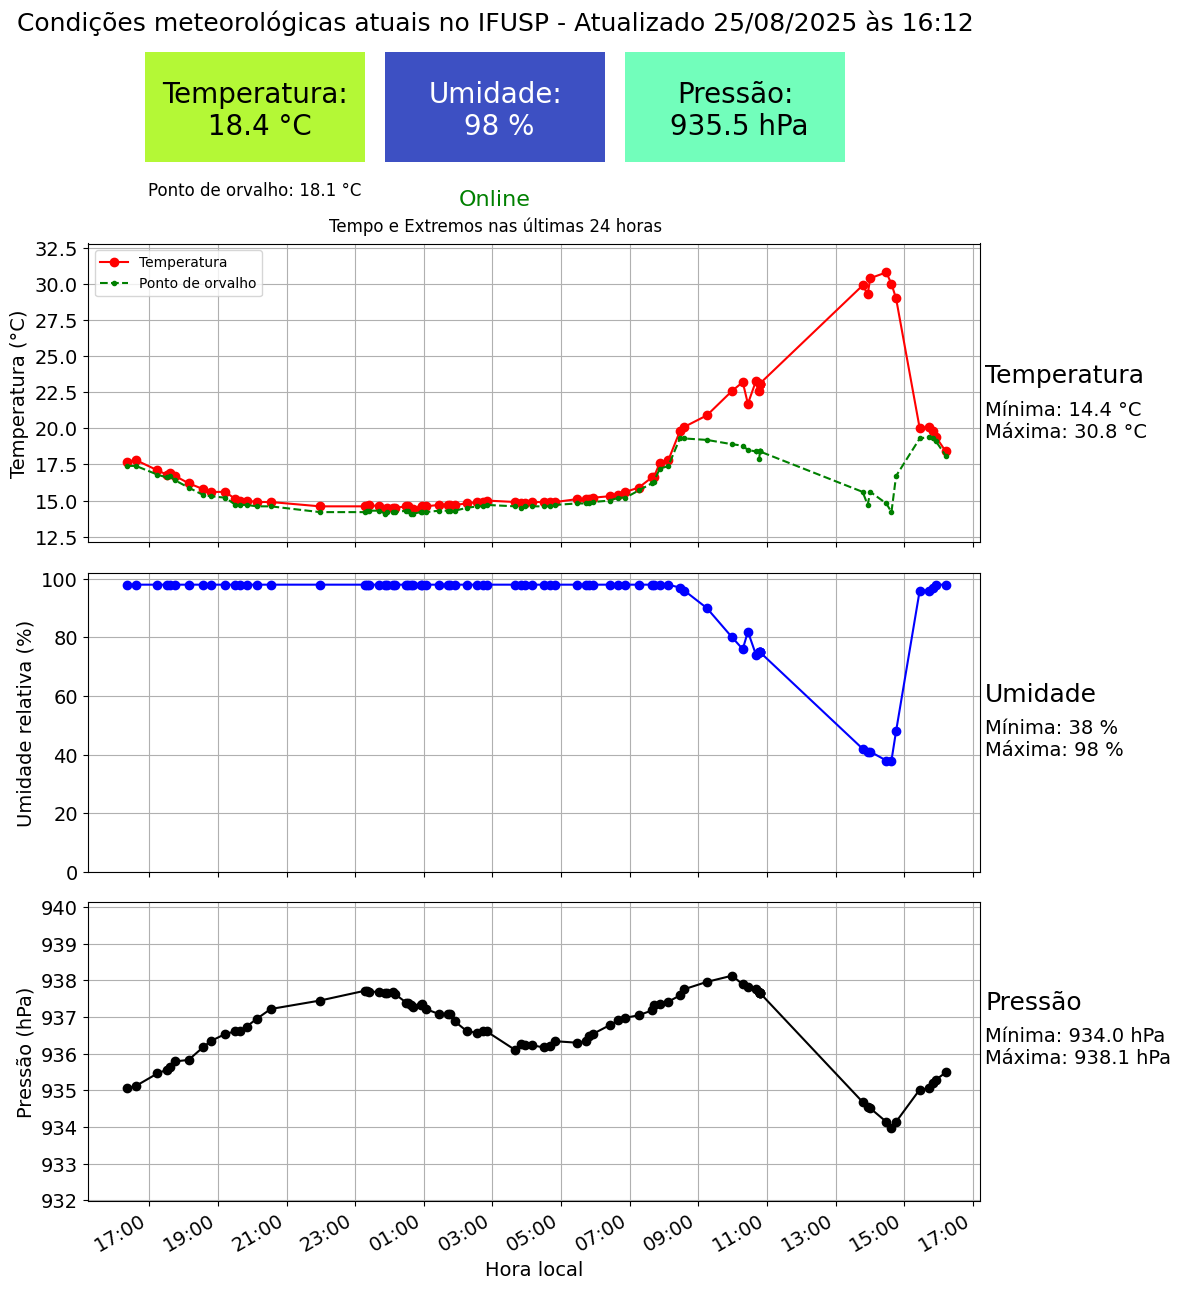 Condições meteorológicas atuais no IFUSP - Atualizado 25/08/2025 às 16:12
Temperatura:
18.4 °C
Umidade:
98 %
Pressão:
935.5 hPa
Ponto de orvalho: 18.1 °C
Online
Tempo e Extremos nas últimas 24 horas
Temperatura (°C)
32.5
30.0
27.5
25.0
22.5
20.0
17.5
15.0
12.5
Temperatura
Ponto de orvalho
Temperatura
Mínima: 14.4 °C
Máxima: 30.8 °C
Umidade relativa (%)
100
80
60
40
20
0
Umidade
Mínima: 38 %
Máxima: 98 %
Pressão (hPa)
940
939
938
937
936
935
934
933
932
Pressão
Mínima: 934.0 hPa
Máxima: 938.1 hPa
17:00 19:00 21:00 23:00 01:00 03:00 05:00 07:00 09:00 11:00 13:00 15:00 17:00
Hora local